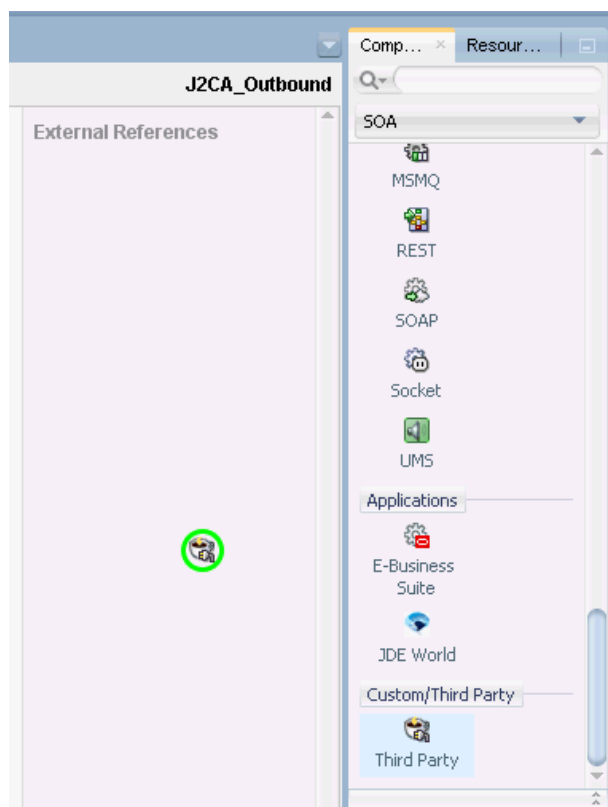 Comp...
Resour...
J2CA_Outbound
External References
SOA
MSMQ
REST
SOAP
Socket
UMS
Applications
E-Business
Suite
JDE World
Custom/Third Party
Third Party